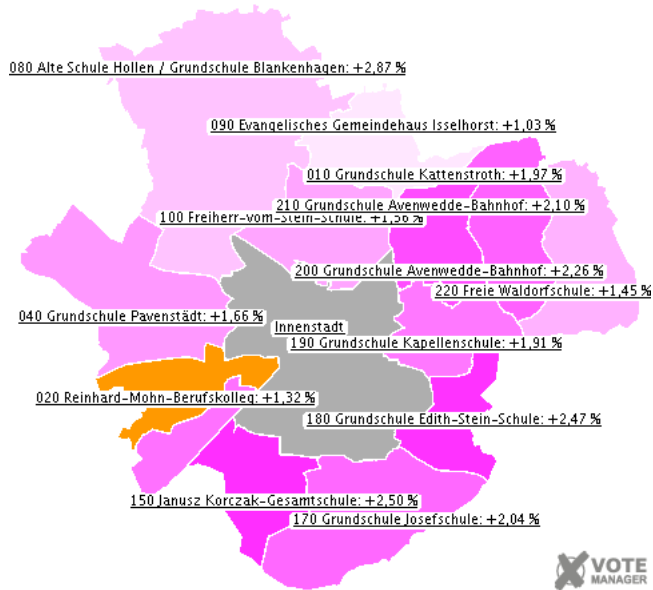 080 Alte Schule Hollen / Grundschule Blankenhagen: +2,87 %
090 Evangelisches Gemeindehaus Isselhorst: +1,03 %
010 Grundschule Kattenstroth: +1,97 %
210 Grundschule Avenwedde-Bahnhof: +2,10 %
100 Freiherr-vom-Stein-Schule: +1,56 %
200 Grundschule Avenwedde-Bahnhof: +2,26 %
220 Freie Waldorfschule: +1,45 %
040 Grundschule Pavenstädt: +1,66 %
Innenstadt
190 Grundschule Kapellenschule: +1,91 %
020 Reinhard-Mohn-Berufskolleg: +1,32 %
180 Grundschule Edith-Stein-Schule: +2,47 %
150 Janusz Korczak-Gesamtschule: +2,50 %
170 Grundschule Josefschule: +2,04 %
VOTE
MANAGER